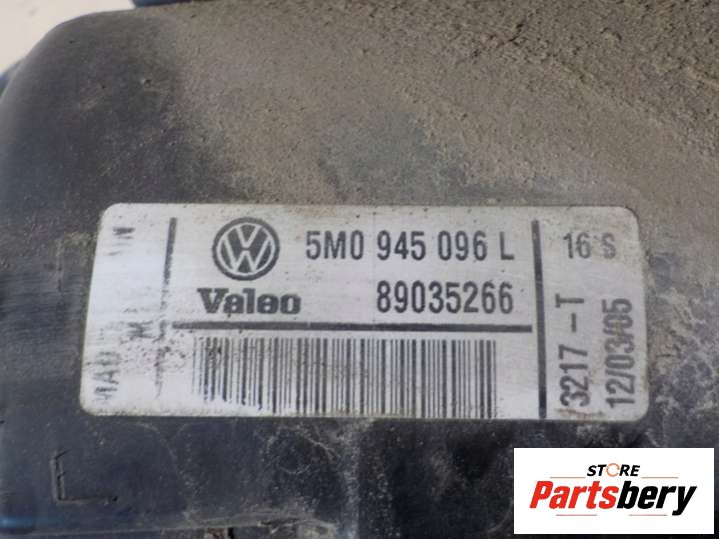 5M0 945 096 L
Valeo
89035266
16 S
3217-T
12/03/05
STORE
Partsbery